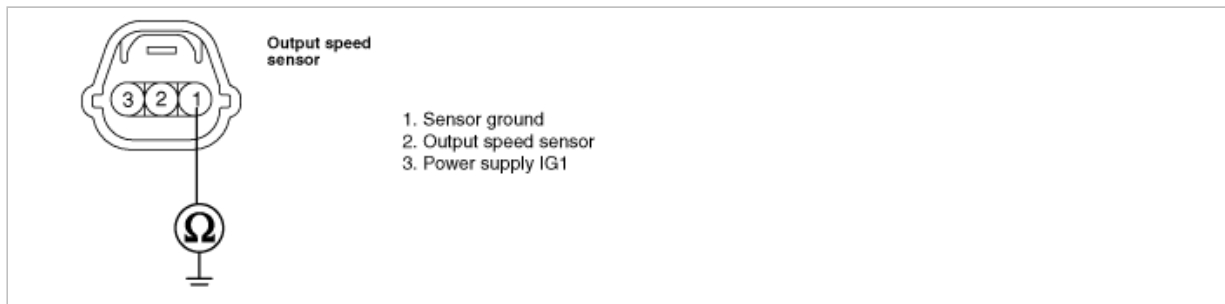 Output speed
sensor
3 2 1
1. Sensor ground
2. Output speed sensor
3. Power supply IG1
Ω